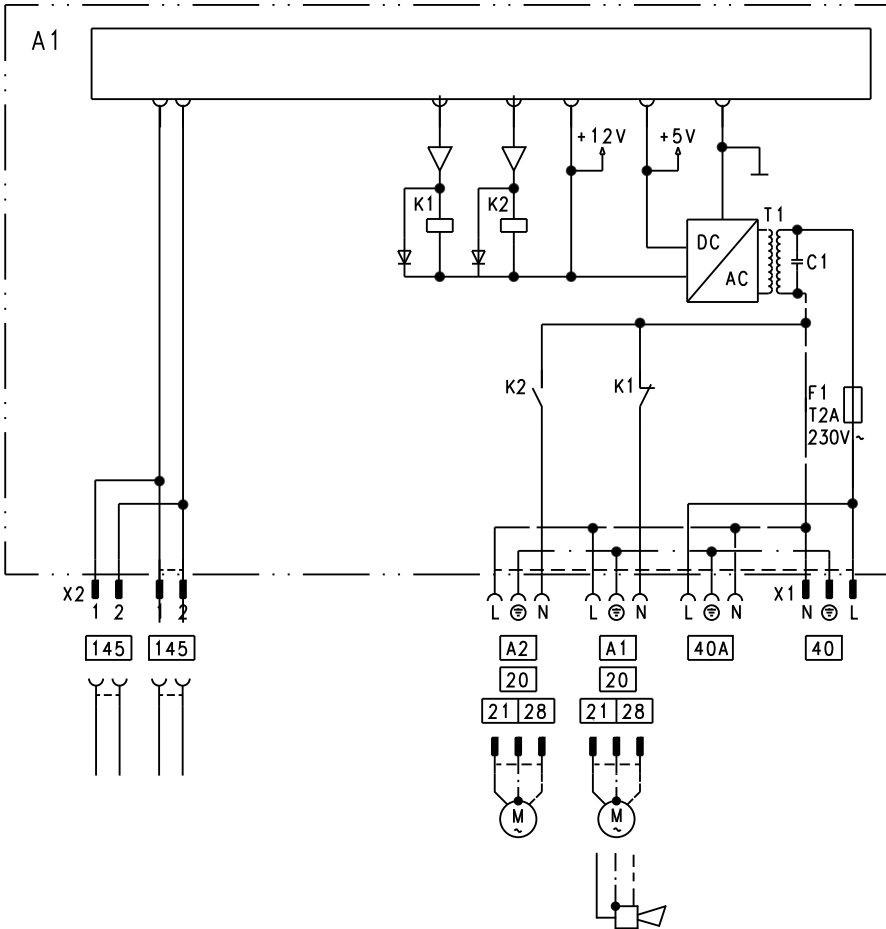 A1
+12V
+5V
K1
K2
T1
DC
AC
C1
K2
K1
F1
T2A
230V ~
X2
1 2 1 2
L N L N L N
X1
N L
145 145
A2 A1 40A 40
20 20
21 28 21 28
M
~
M
~